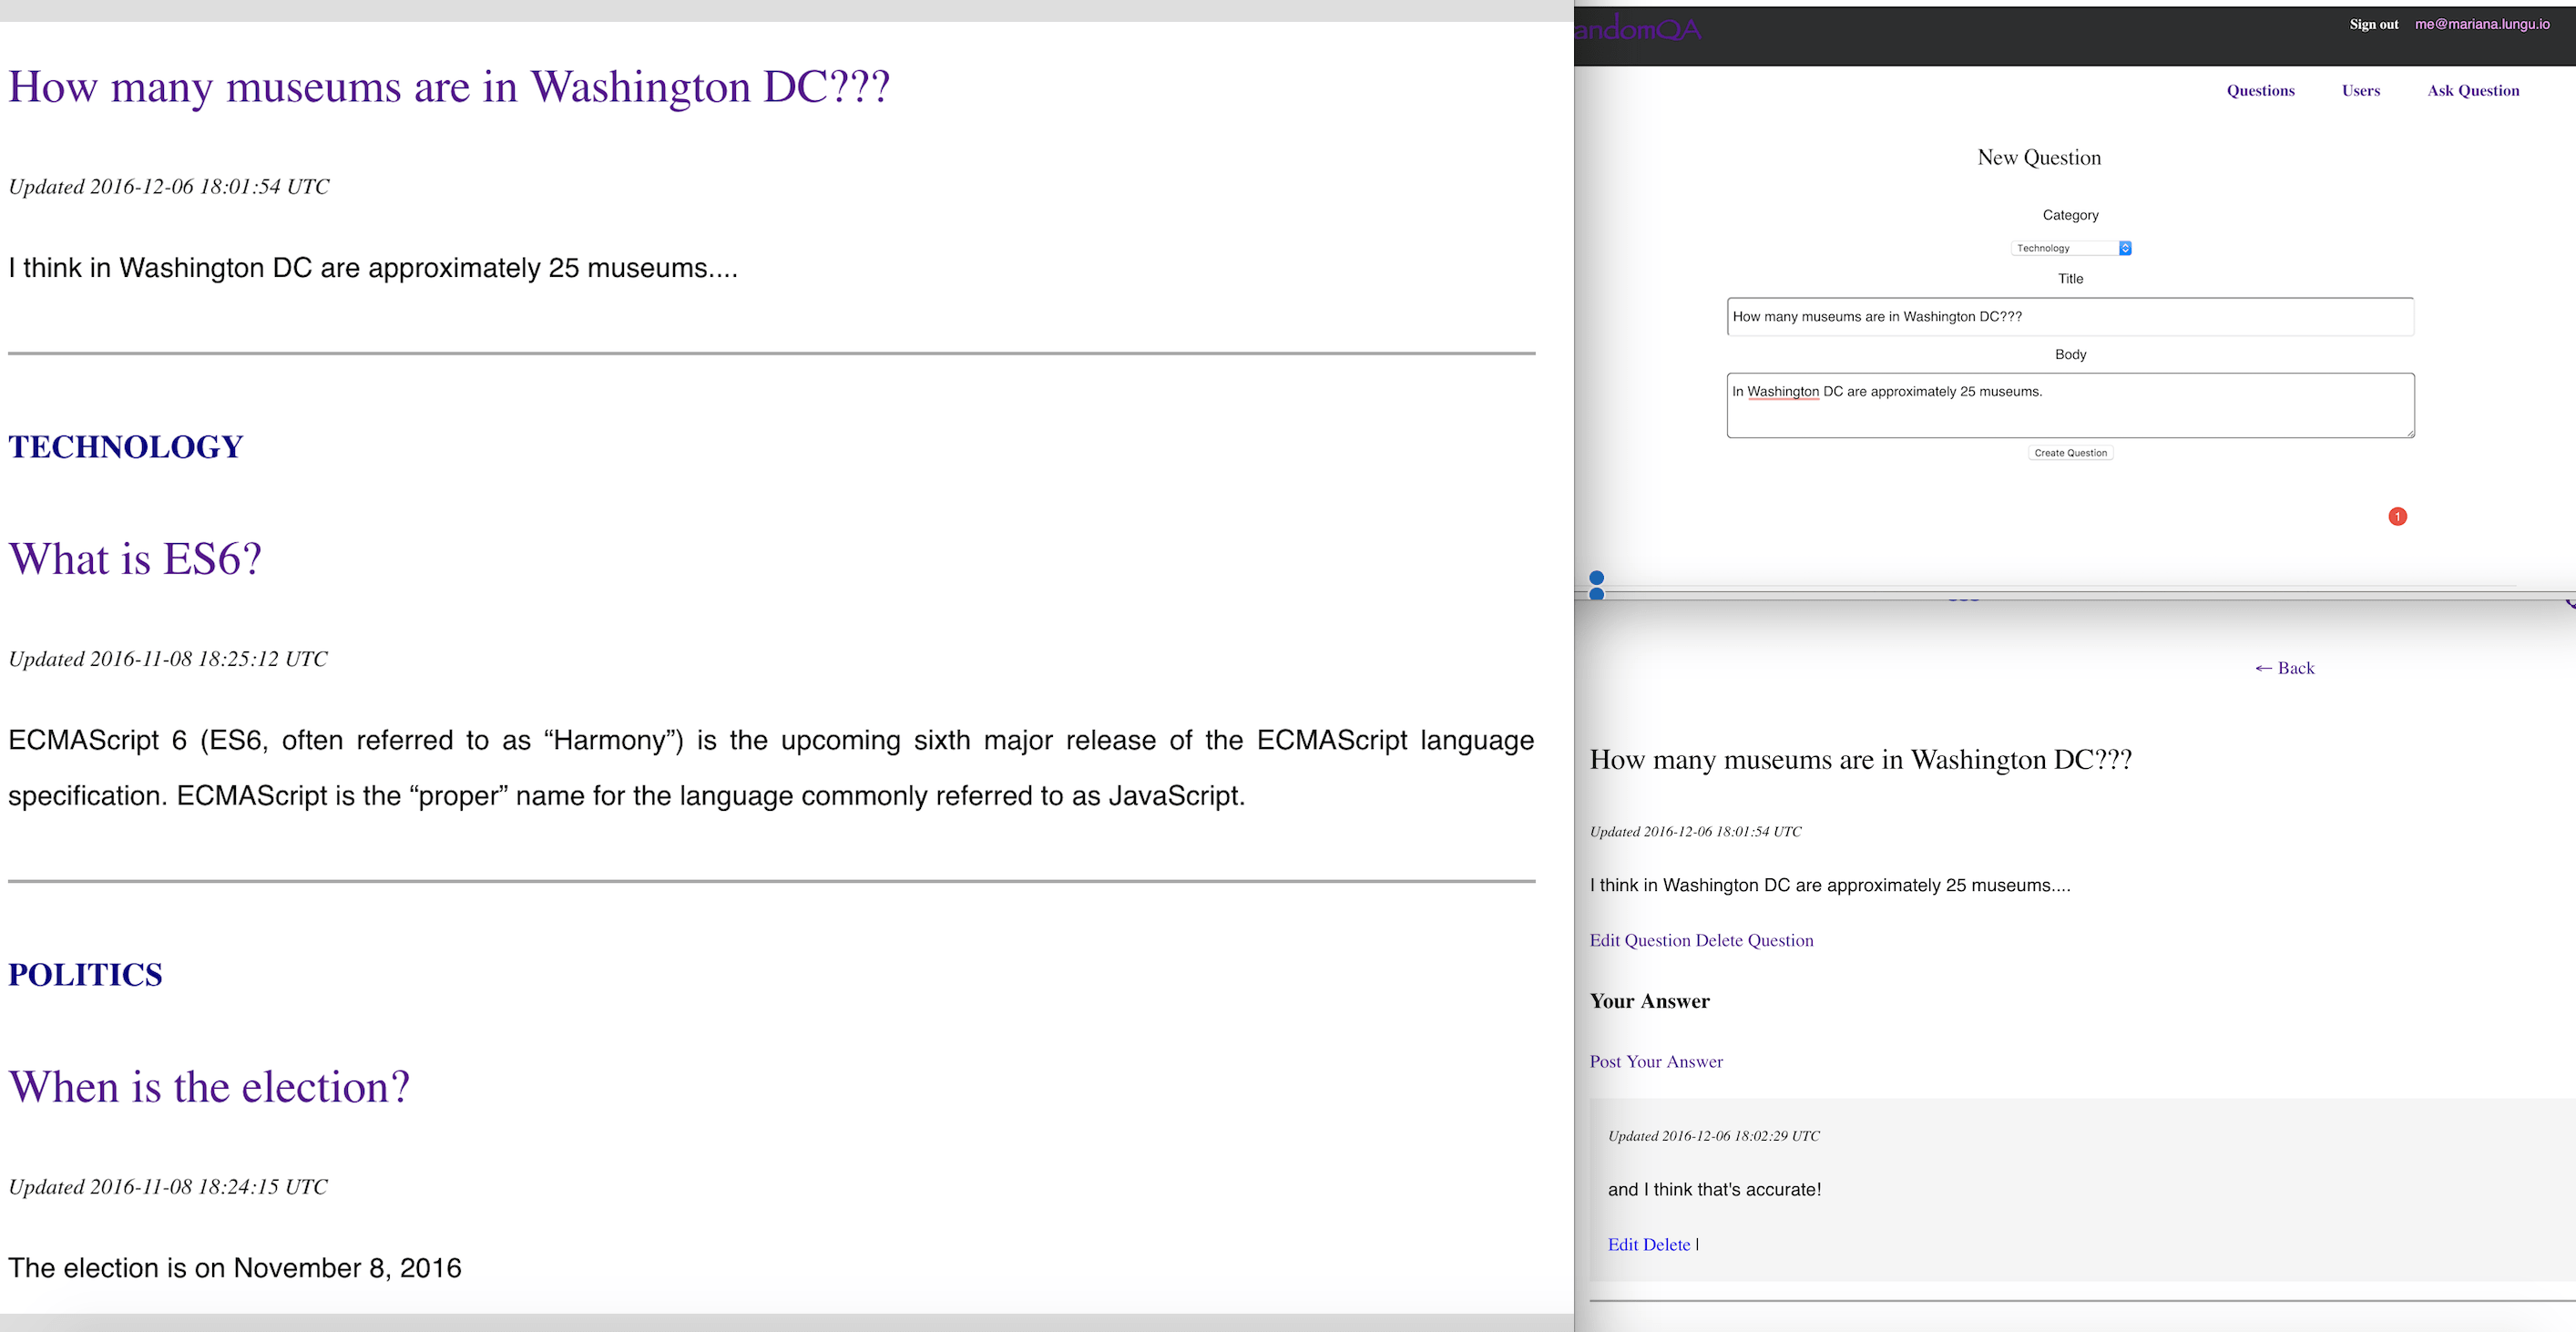 How many museums are in Washington DC???
Updated 2016-12-06 18:01:54 UTC
I think in Washington DC are approximately 25 museums....
TECHNOLOGY
What is ES6?
Updated 2016-11-08 18:25:12 UTC
ECMAScript 6 (ES6, often referred to as “Harmony”) is the upcoming sixth major release of the ECMAScript language
specification. ECMAScript is the “proper” name for the language commonly referred to as JavaScript.
POLITICS
When is the election?
Updated 2016-11-08 18:24:15 UTC
The election is on November 8, 2016
andomQA
Sign out me@mariana.lungu.io
Questions Users Ask Question
New Question
Category
Technology
Title
How many museums are in Washington DC???
Body
In Washington DC are approximately 25 museums.
Create Question
1
← Back
How many museums are in Washington DC???
Updated 2016-12-06 18:01:54 UTC
I think in Washington DC are approximately 25 museums....
Edit Question Delete Question
Your Answer
Post Your Answer
Updated 2016-12-06 18:02:29 UTC
and I think that's accurate!
Edit Delete |